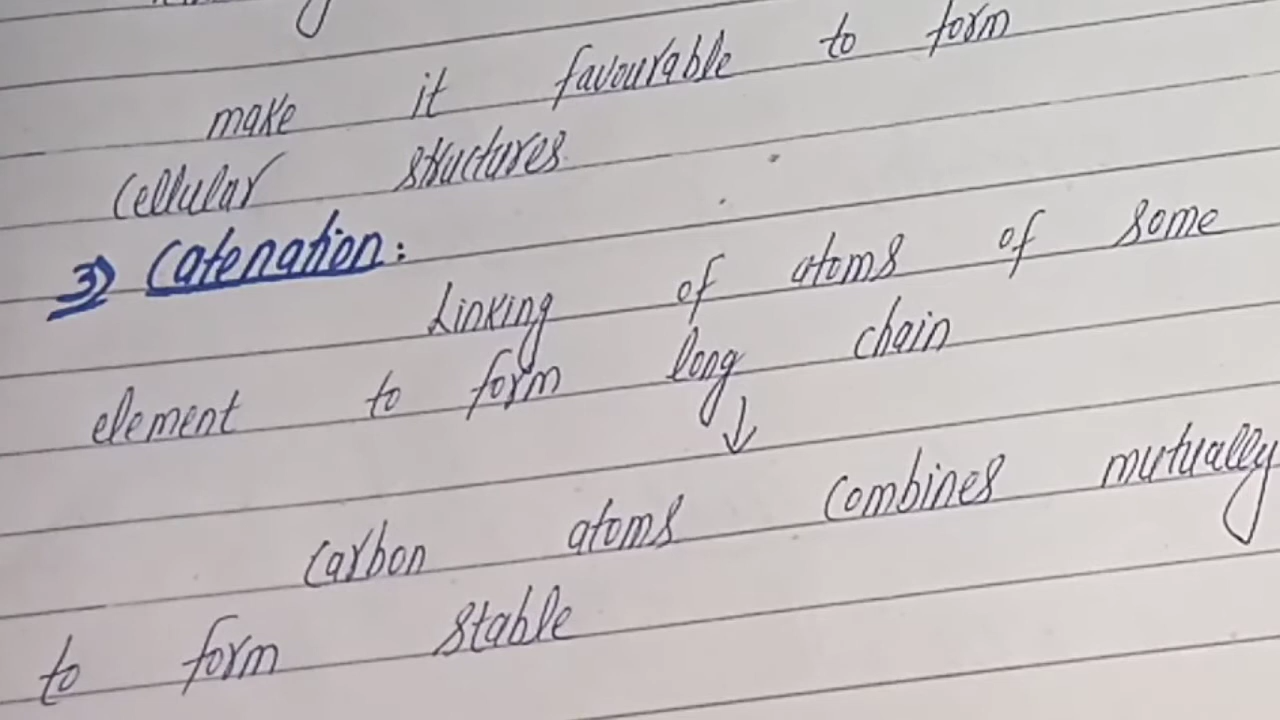 make it favourable to form
cellular structures.
3) Catenation:
Linking of atoms of some
element to form long chain
↓
carbon atoms combines mutually
to form stable